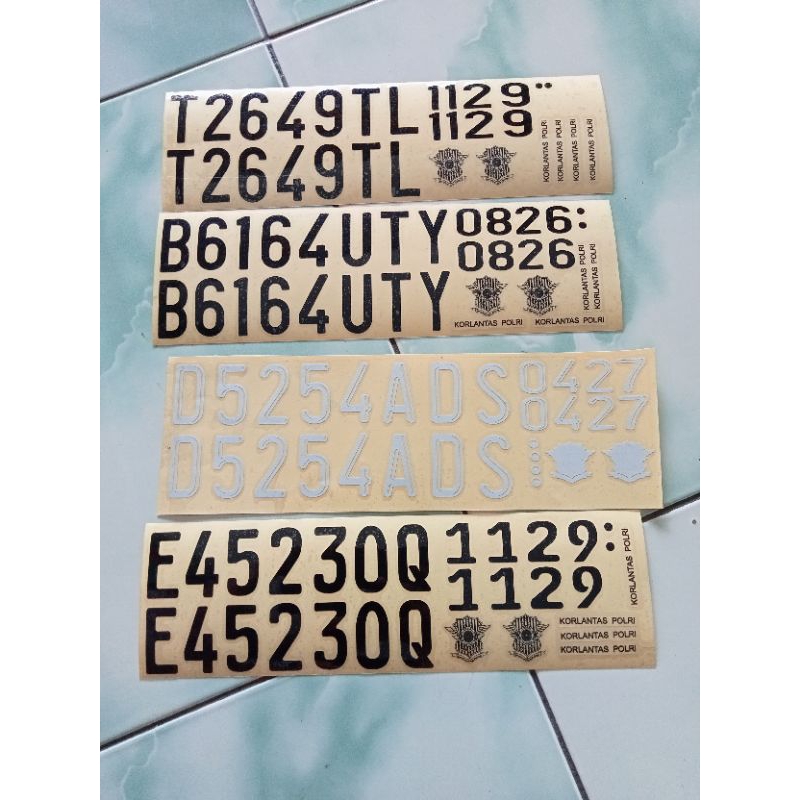 T2649TL 1129
T2649TL 1129
KORLANTAS POLRI
KORLANTAS POLRI
KORLANTAS POLRI
KORLANTAS POLRI
B6164UTY 0826:
B6164UTY 0826
KORLANTAS POLRI
KORLANTAS POLRI
KORLANTAS POLRI KORLANTAS POLRI
D5254ADS 0427
D5254ADS 0427
E45230Q 1129:
E45230Q 1129
KORLANTAS POLRI
KORLANTAS POLRI
KORLANTAS POLRI
KORLANTAS POLRI